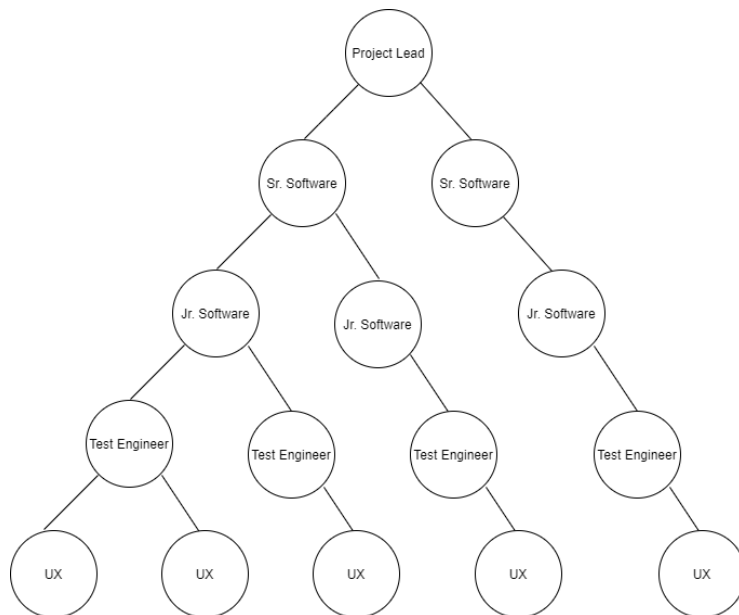 Project Lead
Sr. Software
Sr. Software
Jr. Software
Jr. Software
Jr. Software
Test Engineer
Test Engineer
Test Engineer
Test Engineer
UX
UX
UX
UX
UX